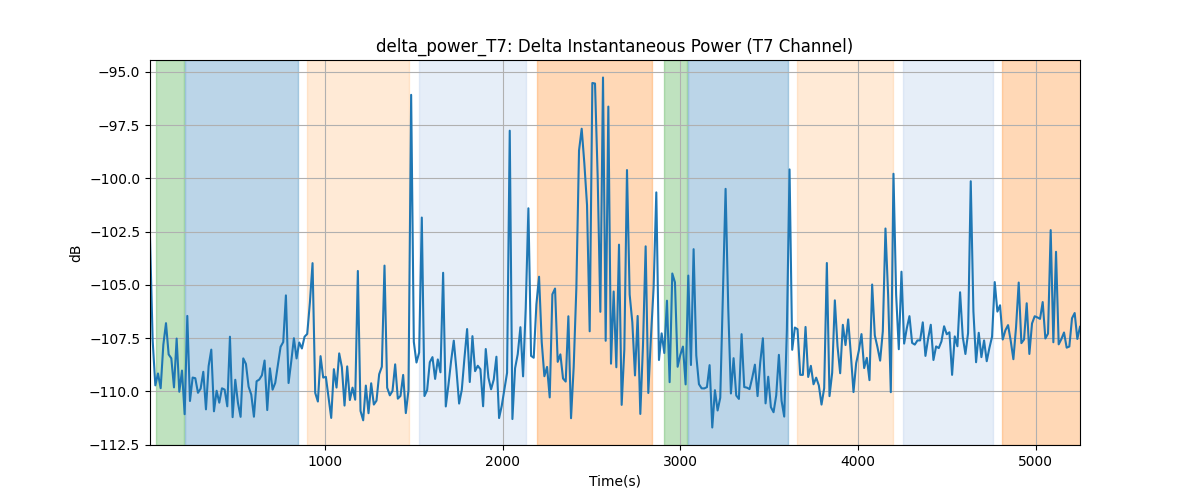 delta_power_T7: Delta Instantaneous Power (T7 Channel)
−95.0
−97.5
−100.0
−102.5
−105.0
−107.5
−110.0
−112.5
dB
1000 2000 3000 4000 5000
Time(s)